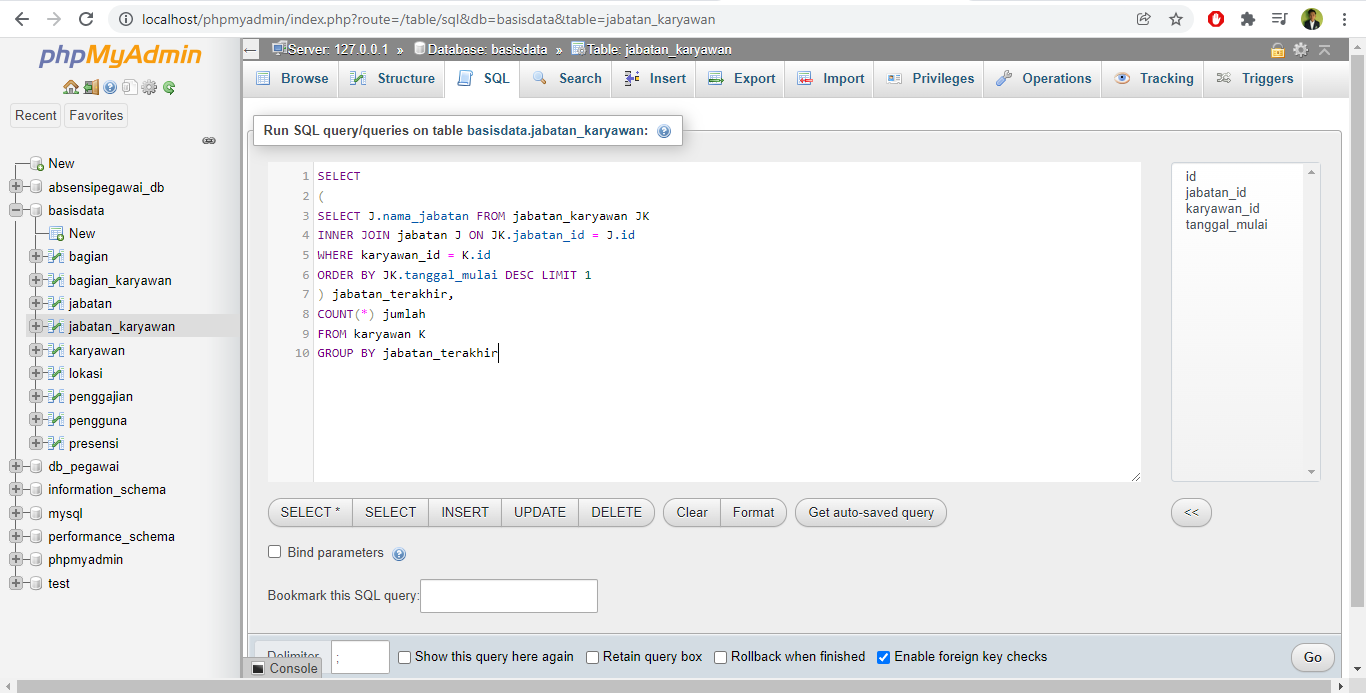 localhost/phpmyadmin/index.php?route=/table/sql&db=basisdata&table=jabatan_karyawan
phpMyAdmin
Recent
Favorites
New
absensipegawai_db
basisdata
New
bagian
bagian_karyawan
jabatan
jabatan_karyawan
karyawan
lokasi
penggajian
pengguna
presensi
db_pegawai
information_schema
mysql
performance_schema
phpmyadmin
test
Server: 127.0.0.1 » Database: basisdata » Table: jabatan_karyawan
Browse
Structure
SQL
Search
Insert
Export
Import
Privileges
Operations
Tracking
Triggers
Run SQL query/queries on table basisdata.jabatan_karyawan:
1 SELECT
2 (
3 SELECT J.nama_jabatan FROM jabatan_karyawan JK
4 INNER JOIN jabatan J ON JK.jabatan_id = J.id
5 WHERE karyawan_id = K.id
6 ORDER BY JK.tanggal_mulai DESC LIMIT 1
7 ) jabatan_terakhir,
8 COUNT(*) jumlah
9 FROM karyawan K
10 GROUP BY jabatan_terakhir
id
jabatan_id
karyawan_id
tanggal_mulai
SELECT *
SELECT
INSERT
UPDATE
DELETE
Clear
Format
Get auto-saved query
<<
Bind parameters
Bookmark this SQL query:
Delimiter
;
Show this query here again
Retain query box
Rollback when finished
Enable foreign key checks
Go
Console